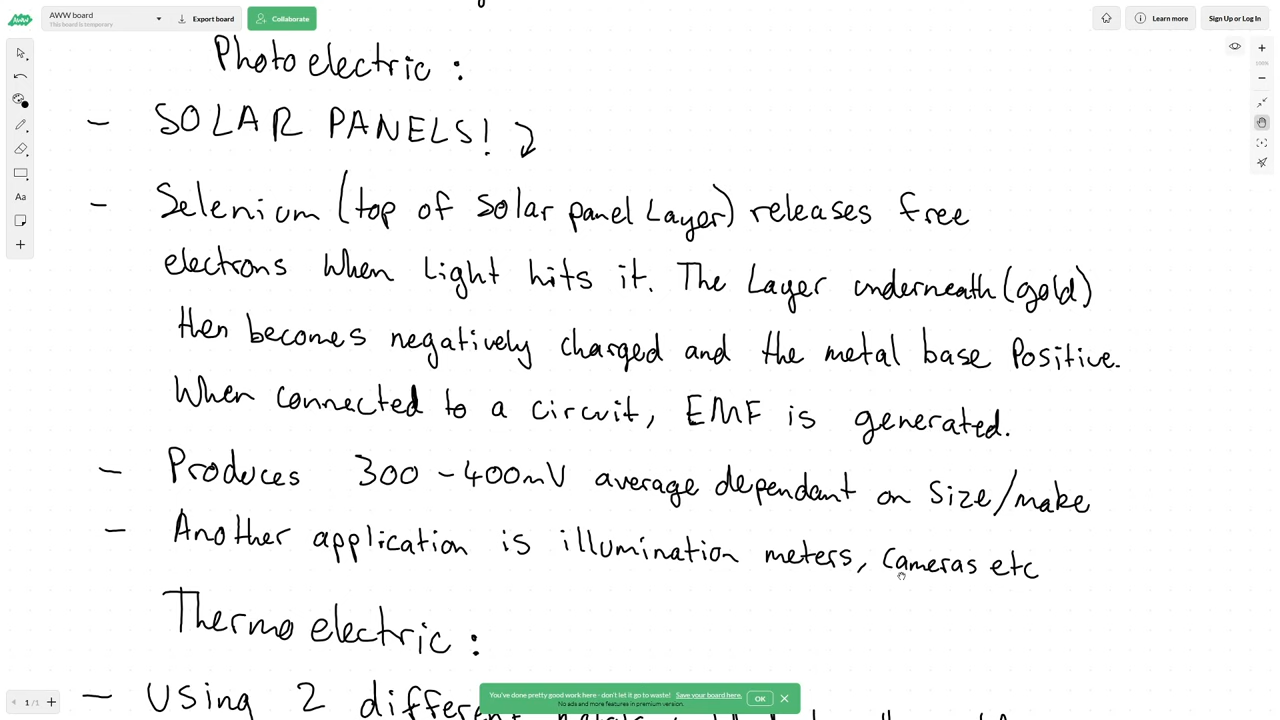 AWW board
This board is temporary
Export board
Collaborate
Learn more
Sign Up or Log In
Photoelectric :
- SOLAR PANELS!
- Selenium (top of Solar panel Layer) releases free
electrons when Light hits it. The Layer underneath (gold)
then becomes negatively charged and the metal base Positive.
When connected to a circuit, EMF is generated.
- Produces 300-400mV average dependant on Size/make
- Another application is illumination meters, cameras etc
Thermoelectric :
- Using 2 different metals
You've done pretty good work here - don't let it go to waste! Save your board here.
No ads and more features in premium version.
OK
Aa
100%
1 / 1